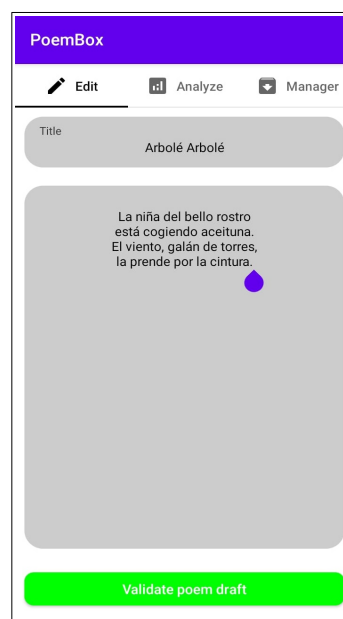 PoemBox
Edit Analyze Manager
Title
Arbolé Arbolé
La niña del bello rostro
está cogiendo aceituna.
El viento, galán de torres,
la prende por la cintura.
Validate poem draft